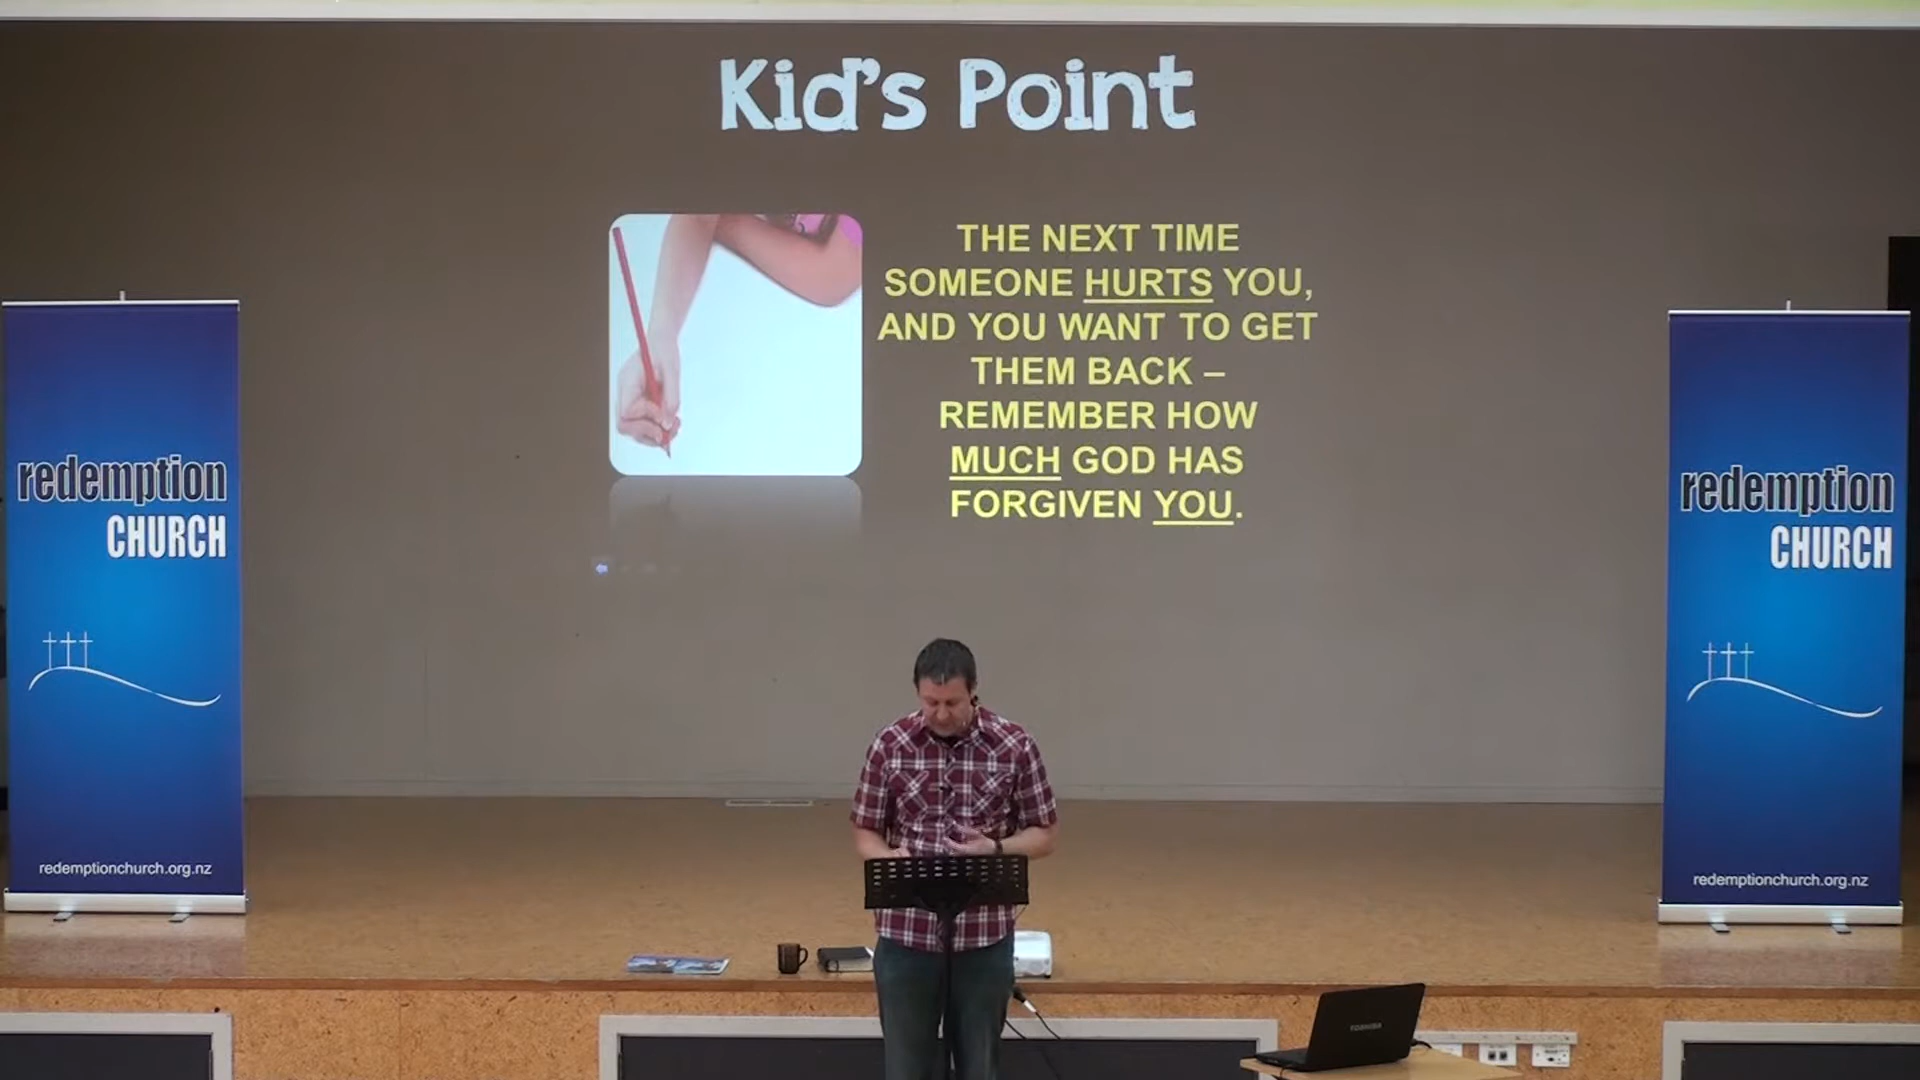 Kid's Point
THE NEXT TIME
SOMEONE HURTS YOU,
AND YOU WANT TO GET
THEM BACK –
REMEMBER HOW
MUCH GOD HAS
FORGIVEN YOU.
redemption
CHURCH
redemptionchurch.org.nz
redemption
CHURCH
redemptionchurch.org.nz
TOSHIBA